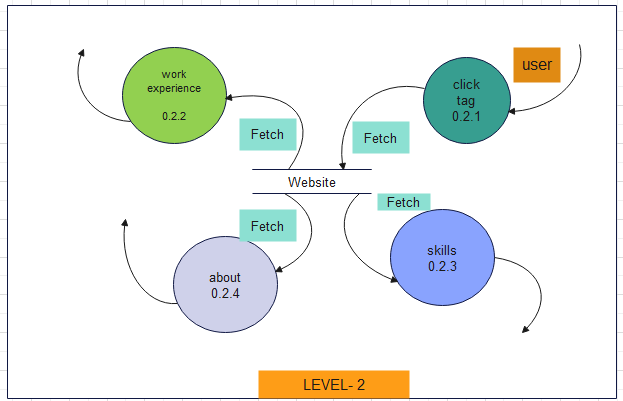 work
experience
0.2.2
click
tag
0.2.1
user
Fetch
Fetch
Website
Fetch
Fetch
about
0.2.4
skills
0.2.3
LEVEL- 2